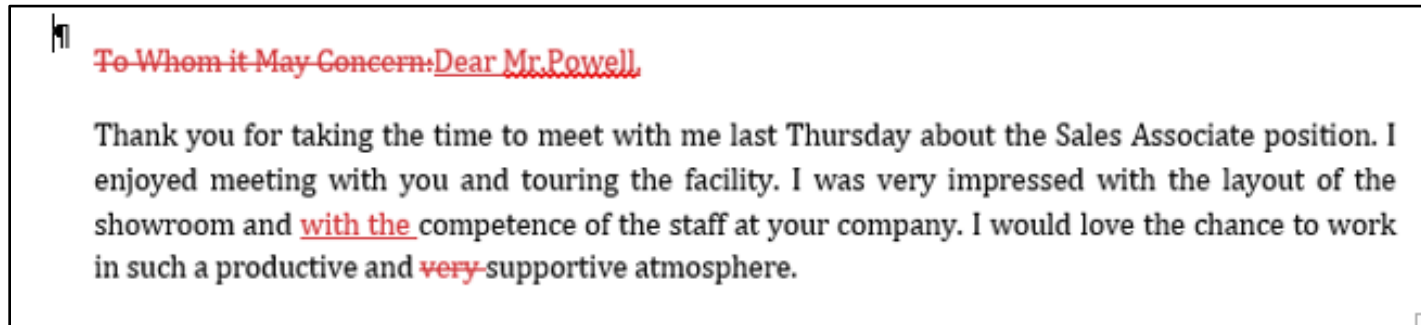 ¶
To Whom it May Concern:Dear Mr.Powell,
Thank you for taking the time to meet with me last Thursday about the Sales Associate position. I
enjoyed meeting with you and touring the facility. I was very impressed with the layout of the
showroom and with the competence of the staff at your company. I would love the chance to work
in such a productive and very supportive atmosphere.